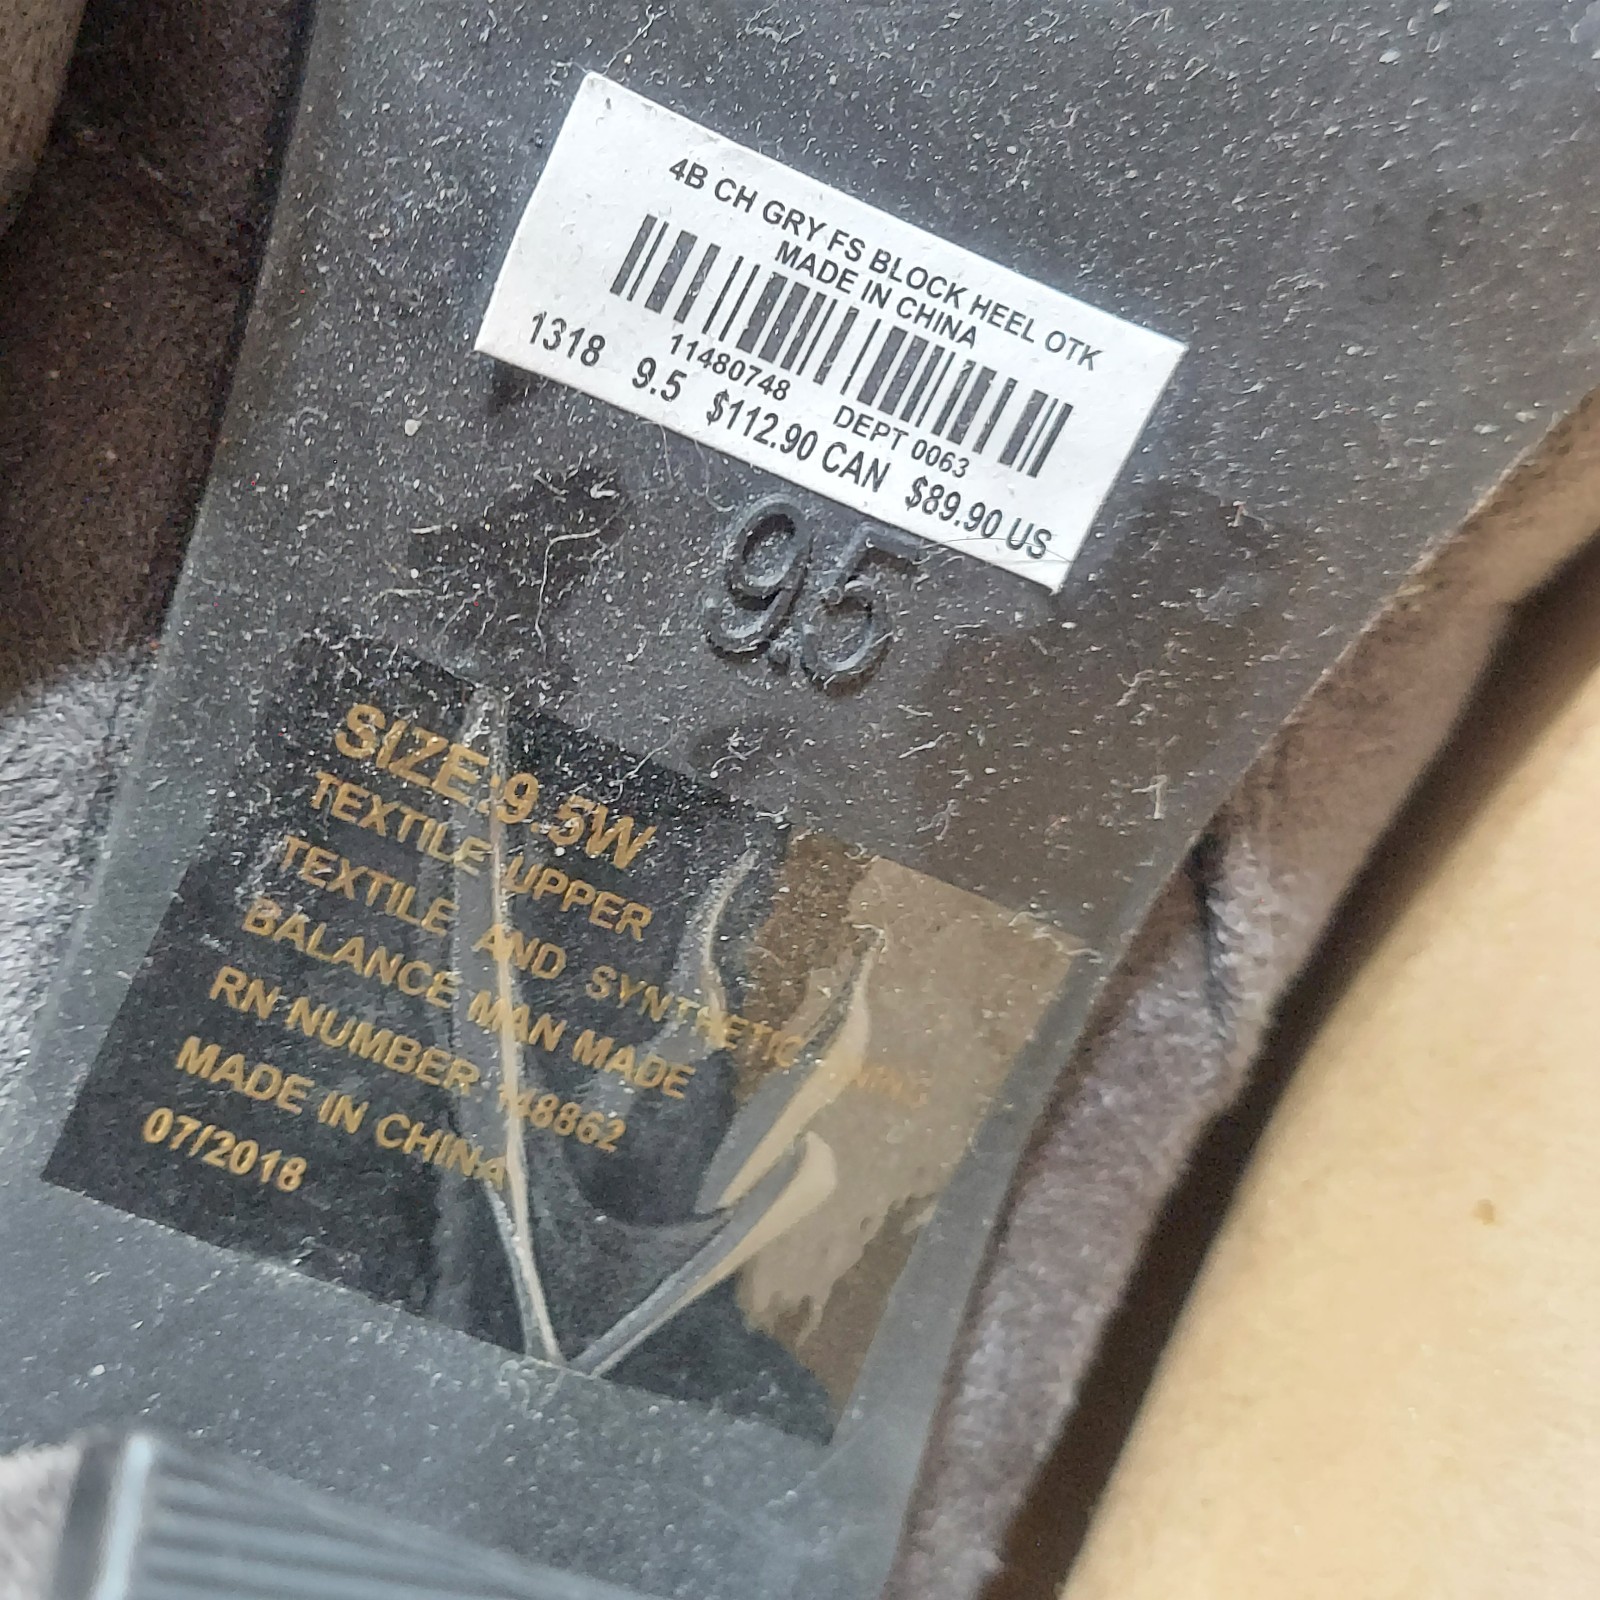 4B CH GRY FS BLOCK HEEL OTK
MADE IN CHINA
11480748 DEPT 0063
1318 9.5 $112.90 CAN $89.90 US
9.5
SIZE:9.5W
TEXTILE UPPER
TEXTILE AND SYNTHETIC
BALANCE MAN MADE
RN NUMBER 148862
MADE IN CHINA
07/2018